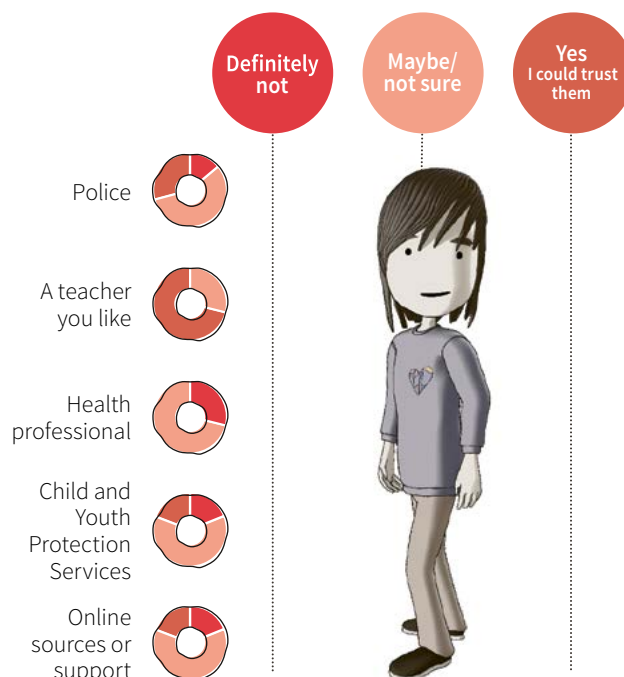 Definitely
not
Maybe/
not sure
Yes
I could trust
them
Police
A teacher
you like
Health
professional
Child and
Youth
Protection
Services
Online
sources or
support